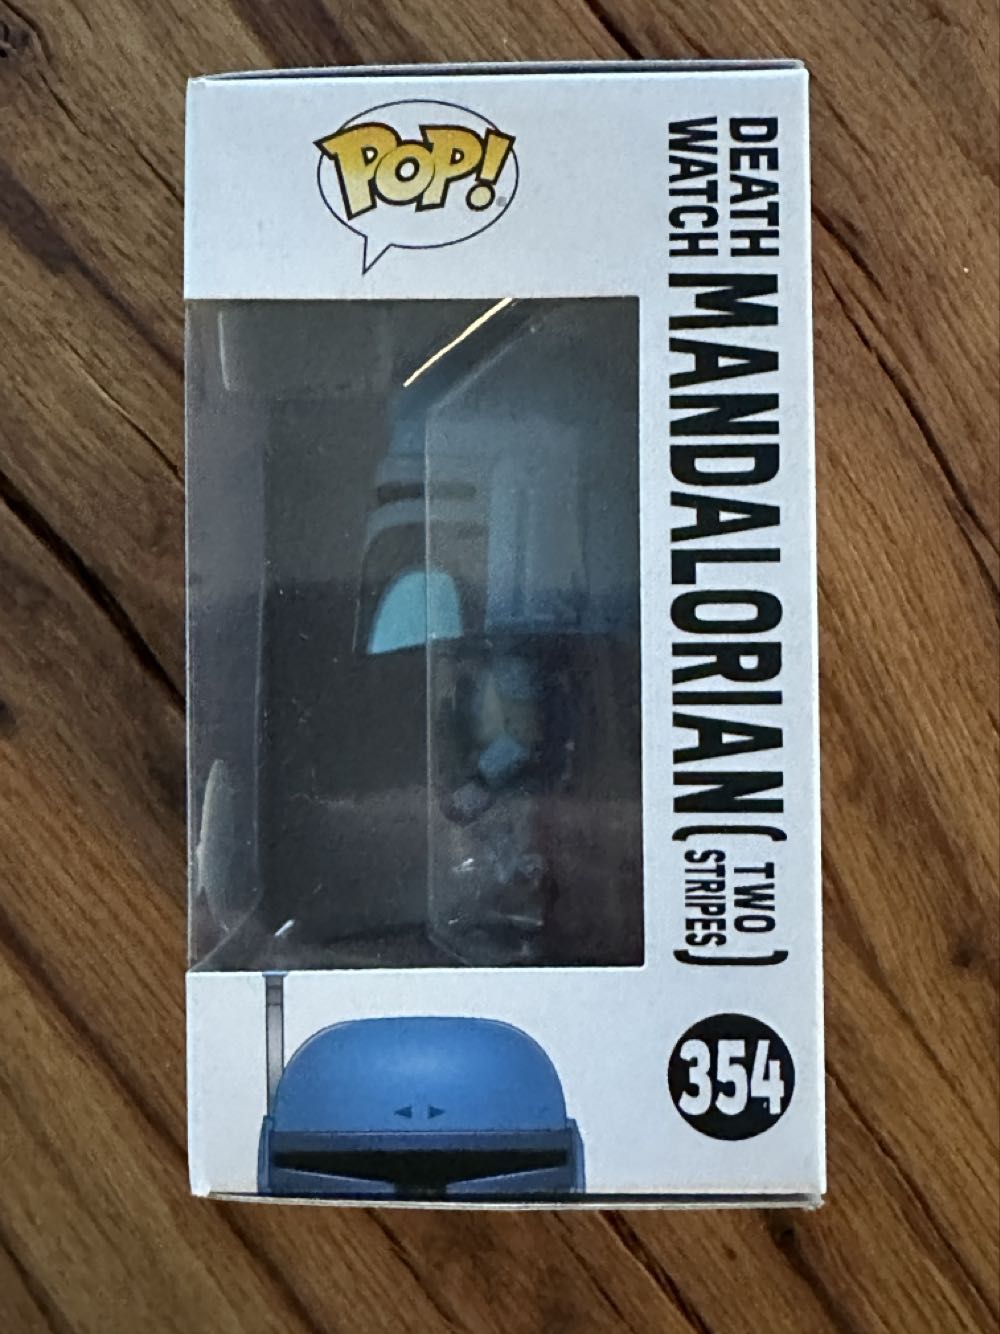 POP!
DEATH
WATCH
MANDALORIAN
(TWO
STRIPES)
354